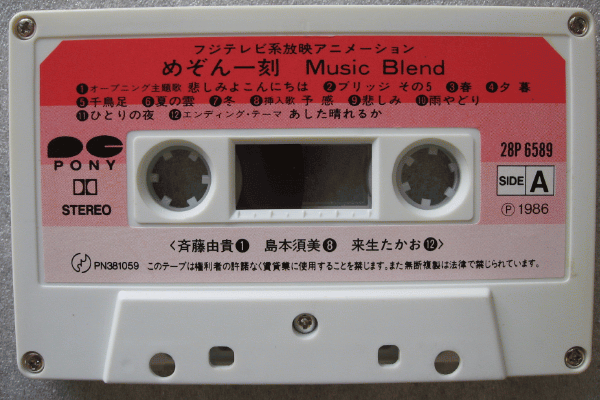 フジテレビ系放映アニメーション
めぞん一刻 Music Blend
❶オープニング主題歌 悲しみよこんにちは ❷ブリッジ その5 ❸春 ❹夕暮
❺千鳥足 ❻夏の雲 ❼冬 ❽挿入歌 予感 ❾悲しみ ❿雨やどり
⓫ひとりの夜 ⓬エンディング・テーマ あした晴れるか
PONY
STEREO
28P 6589
SIDE A
Ⓟ 1986
〈斉藤由貴❶ 島本須美❽ 来生たかお⓬〉
PN381059 このテープは権利者の許諾なく賃貸業に使用することを禁じます。また無断複製は法律で禁じられています。